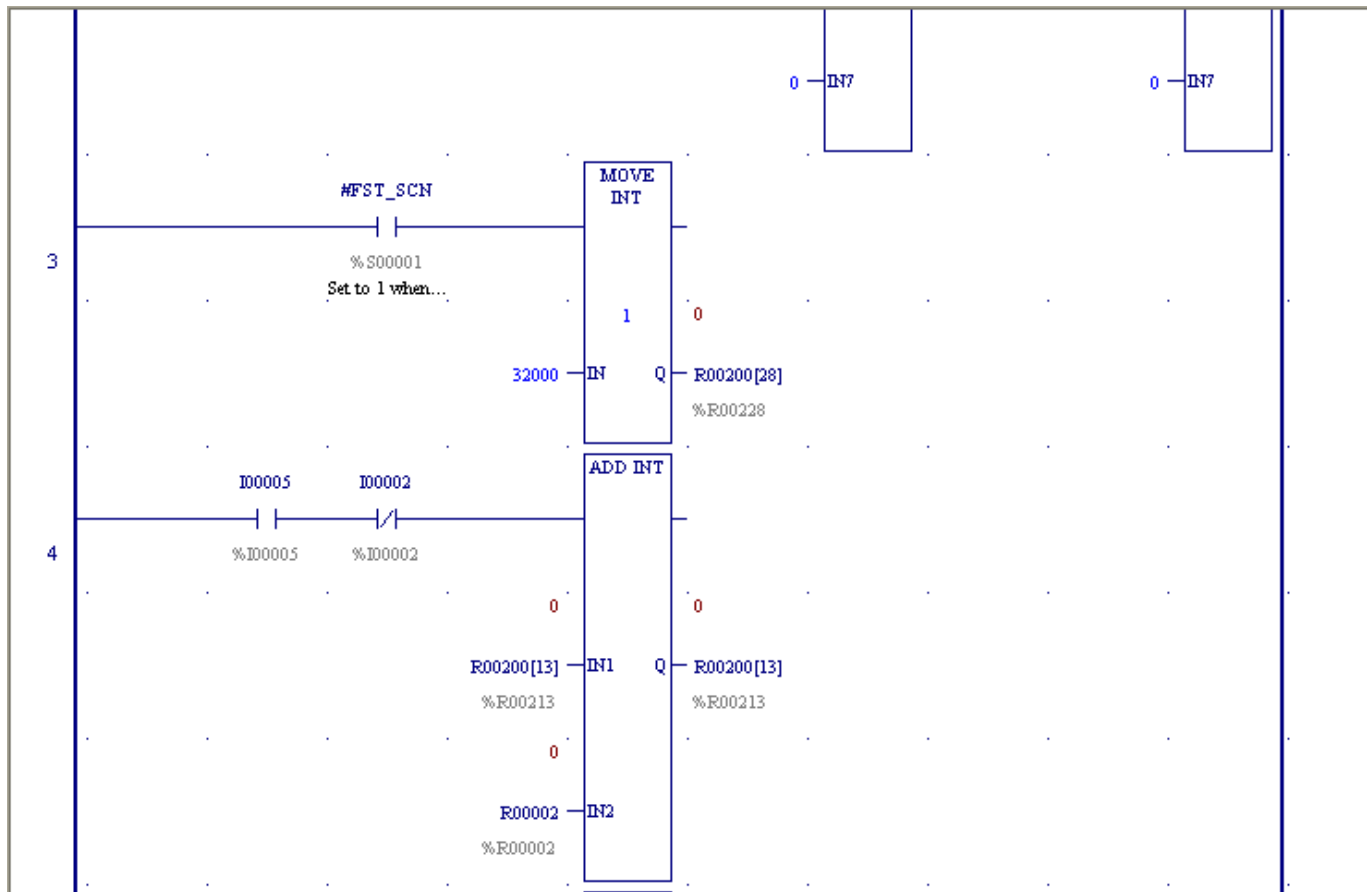 0 IN7 0 IN7
#FST_SCN
MOVE
INT
3
%S00001
Set to 1 when...
1 0
32000 IN Q R00200[28]
%R00228
I00005 I00002
ADD INT
4
%I00005 %I00002
0 0
R00200[13] IN1 Q R00200[13]
%R00213 %R00213
0
R00002 IN2
%R00002